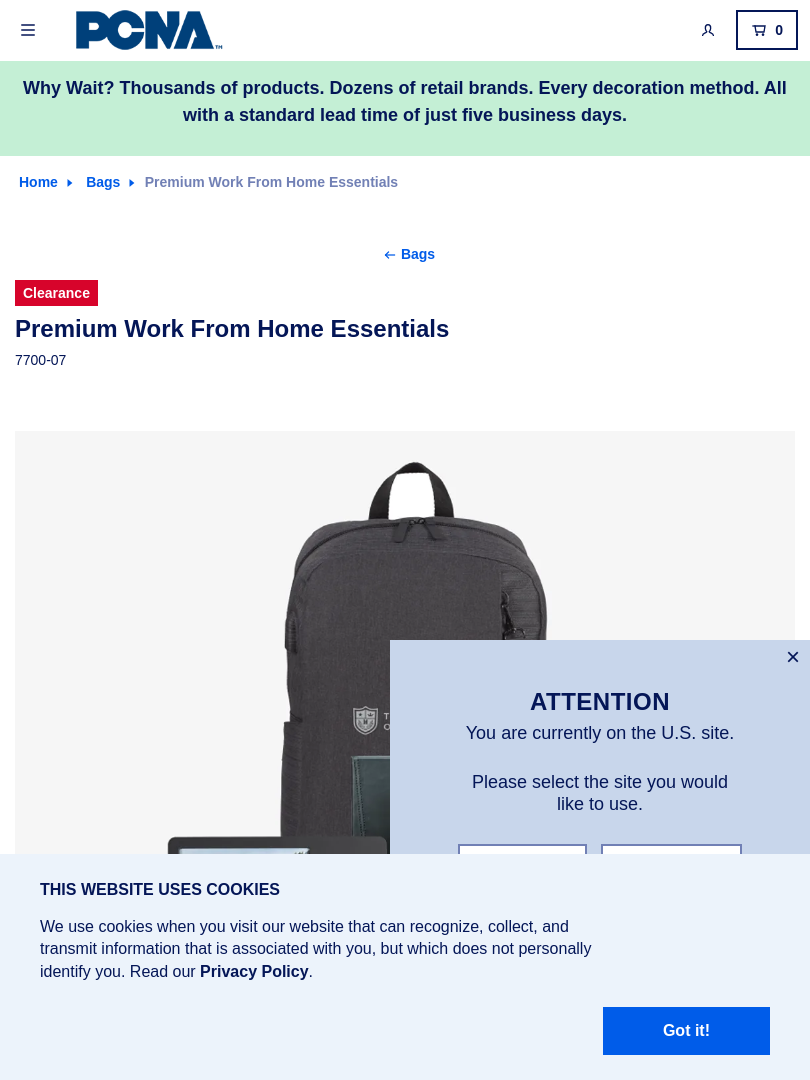 PCNA™
0
Why Wait? Thousands of products. Dozens of retail brands. Every decoration method. All
with a standard lead time of just five business days.
Home
Bags
Premium Work From Home Essentials
← Bags
Clearance
Premium Work From Home Essentials
7700-07
ATTENTION
You are currently on the U.S. site.
Please select the site you would
like to use.
THIS WEBSITE USES COOKIES
We use cookies when you visit our website that can recognize, collect, and
transmit information that is associated with you, but which does not personally
identify you. Read our Privacy Policy.
Got it!